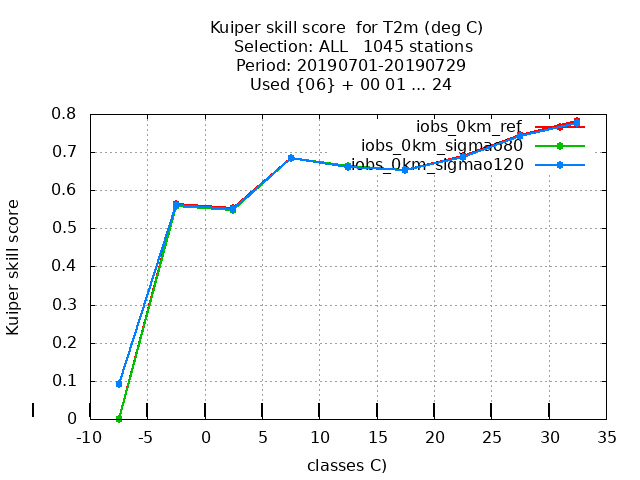 Kuiper skill score  for T2m (deg C)
Selection: ALL   1045 stations
Period: 20190701-20190729
Used {06} + 00 01 ... 24
iobs_0km_ref
iobs_0km_sigmao80
iobs_0km_sigmao120
Kuiper skill score
0.8
0.7
0.6
0.5
0.4
0.3
0.2
0.1
0
-10 -5 0 5 10 15 20 25 30 35
classes C)